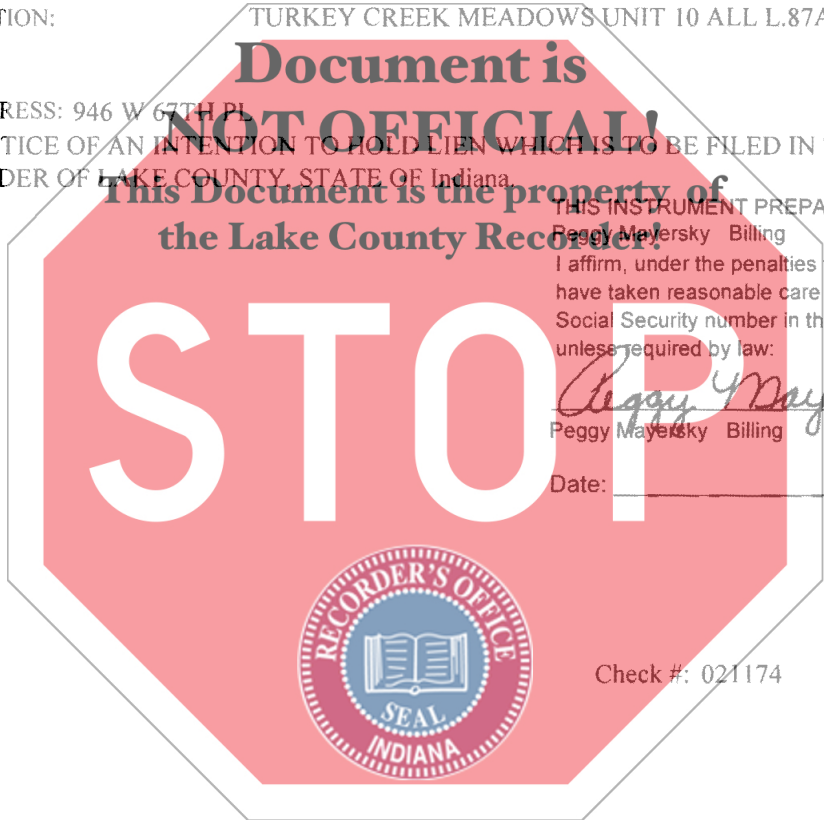 TION: TURKEY CREEK MEADOWS UNIT 10 ALL L.87A
Document is
RESS: 946 W 67TH PL
NOT OFFICIAL!
TICE OF AN INTENTION TO HOLD LIEN WHICH IS TO BE FILED IN
DER OF LAKE COUNTY, STATE OF Indiana.
This Document is the property of
the Lake County Recorder!
THIS INSTRUMENT PREPA
Peggy Mayersky Billing
I affirm, under the penalties
have taken reasonable care
Social Security number in th
unless required by law:
STOP
Peggy May
Peggy Mayersky Billing
Date:
RECORDER'S OFFICE
SEAL
INDIANA
Check #: 021174